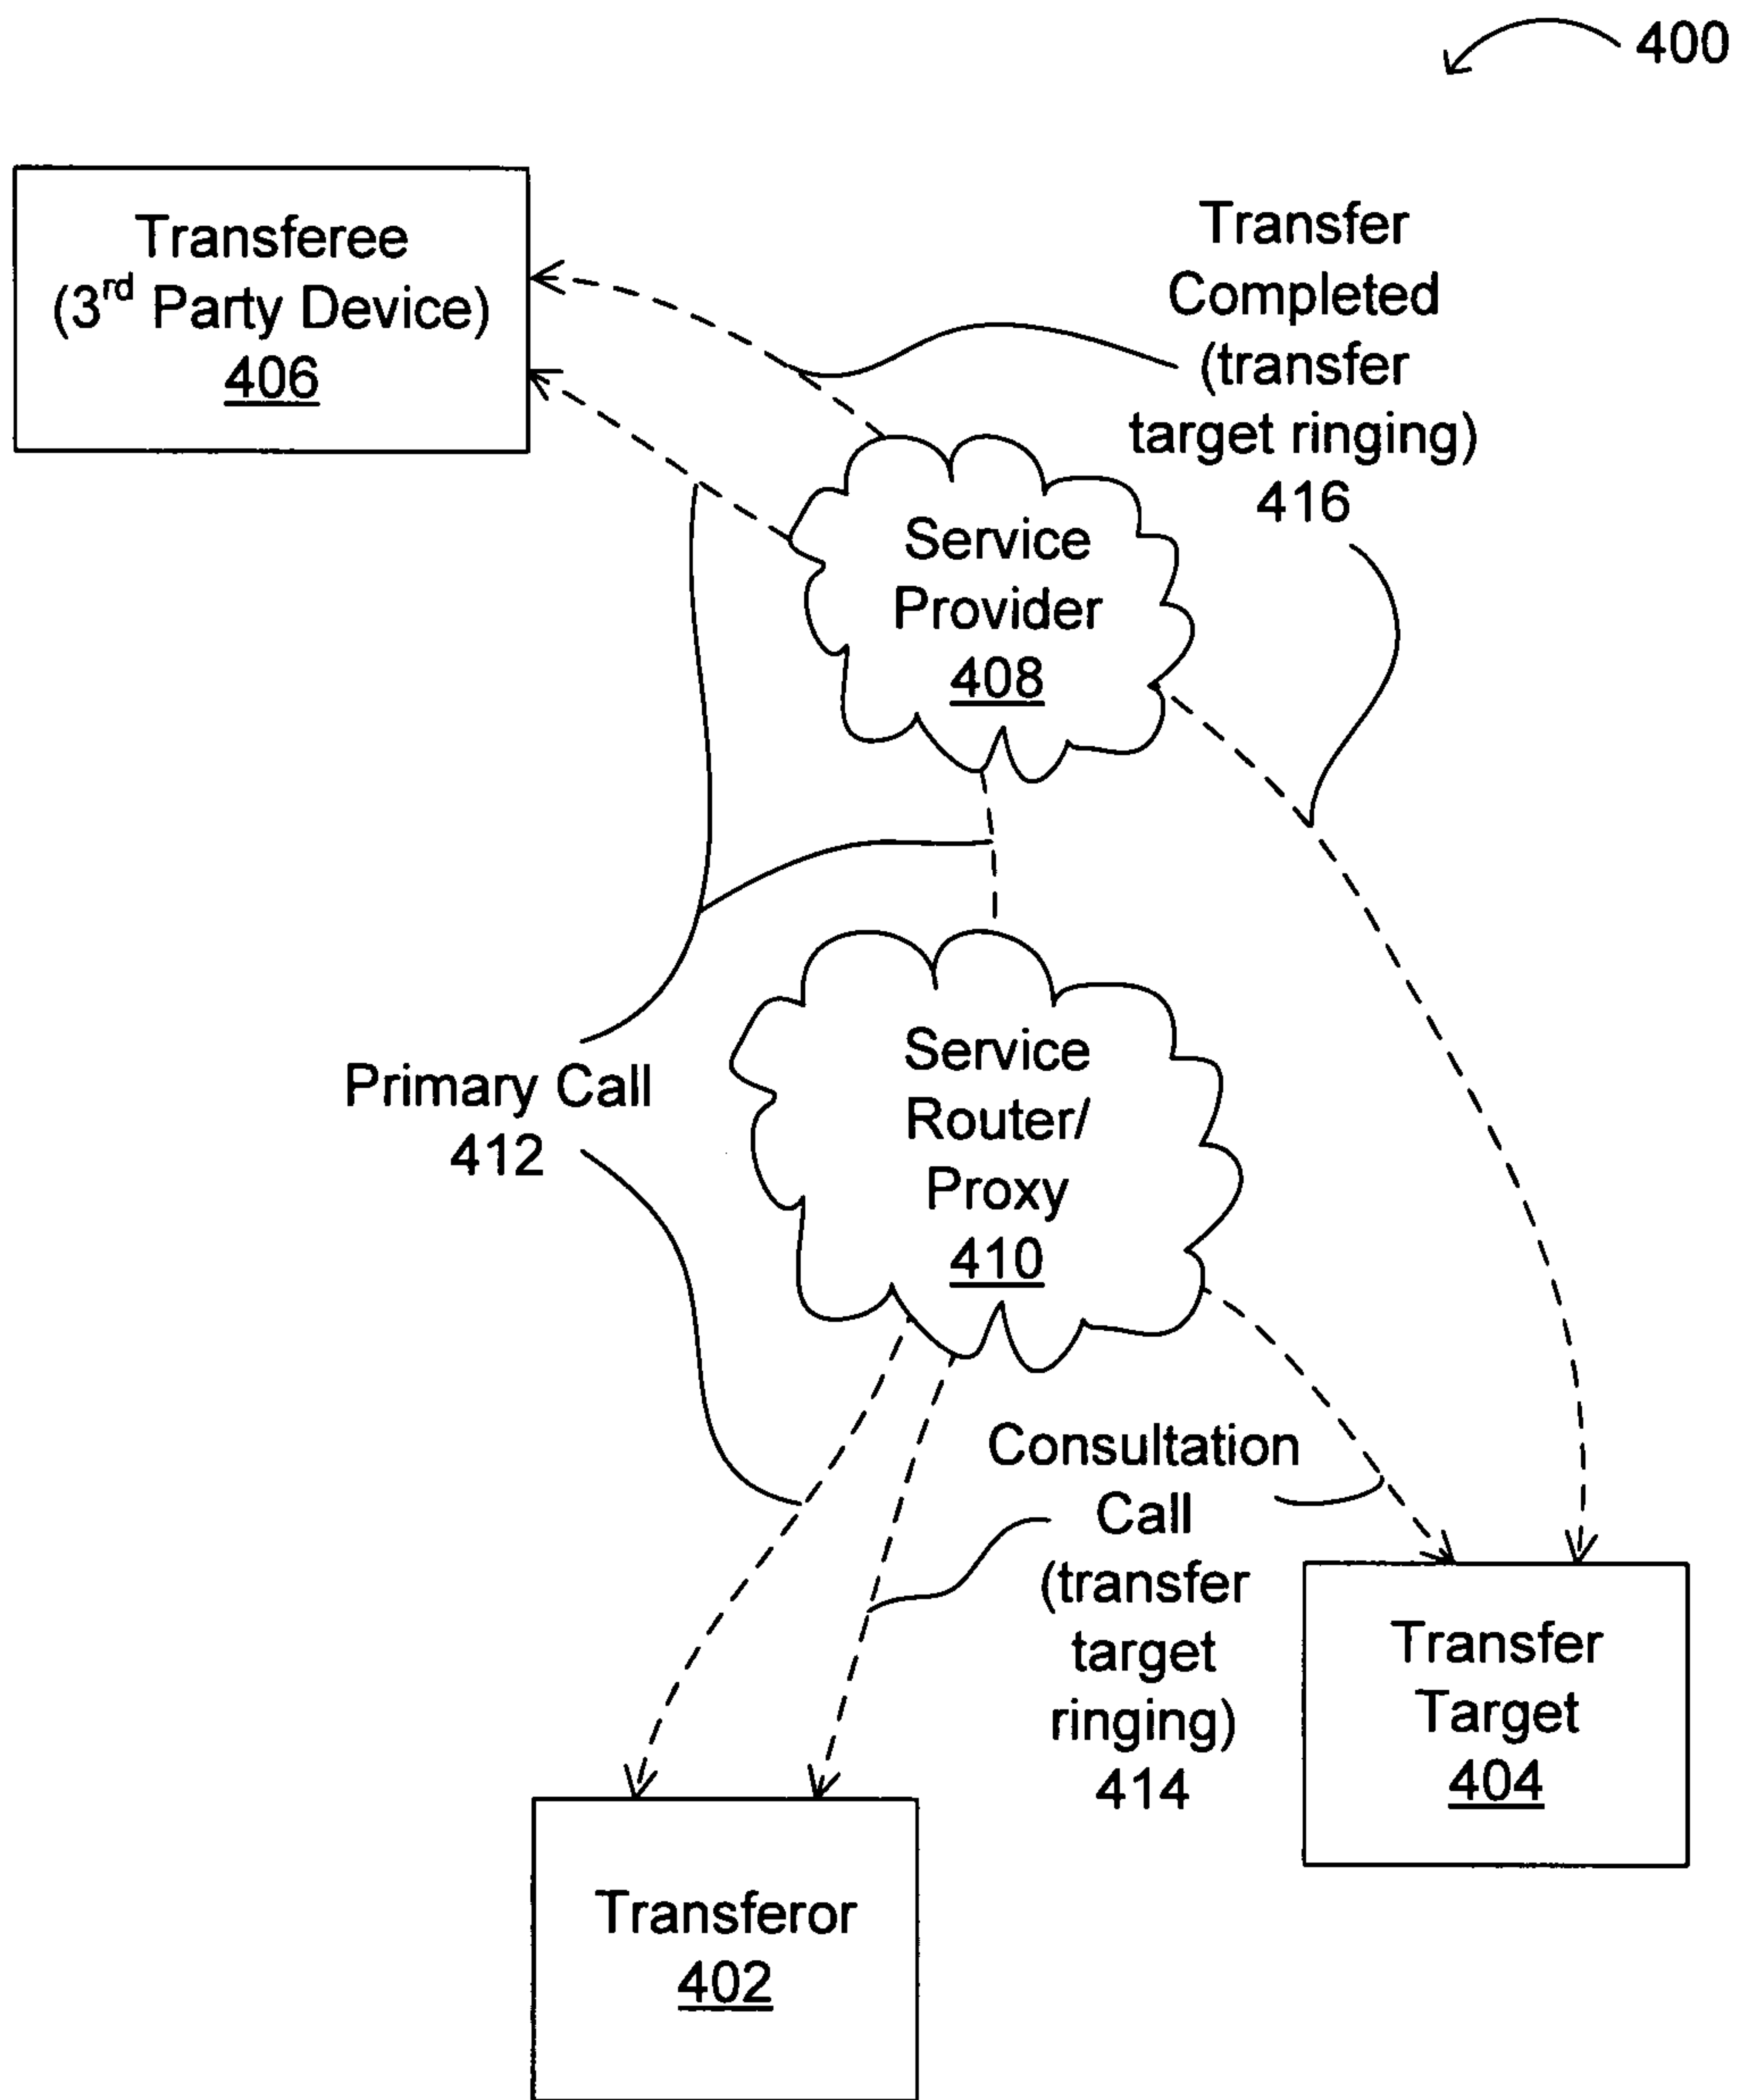 400
Transferee
(3rd Party Device)
406
Transfer
Completed
(transfer
target ringing)
416
Service
Provider
408
Service
Router/
Proxy
410
Primary Call
412
Consultation
Call
(transfer
target
ringing)
414
Transfer
Target
404
Transferor
402